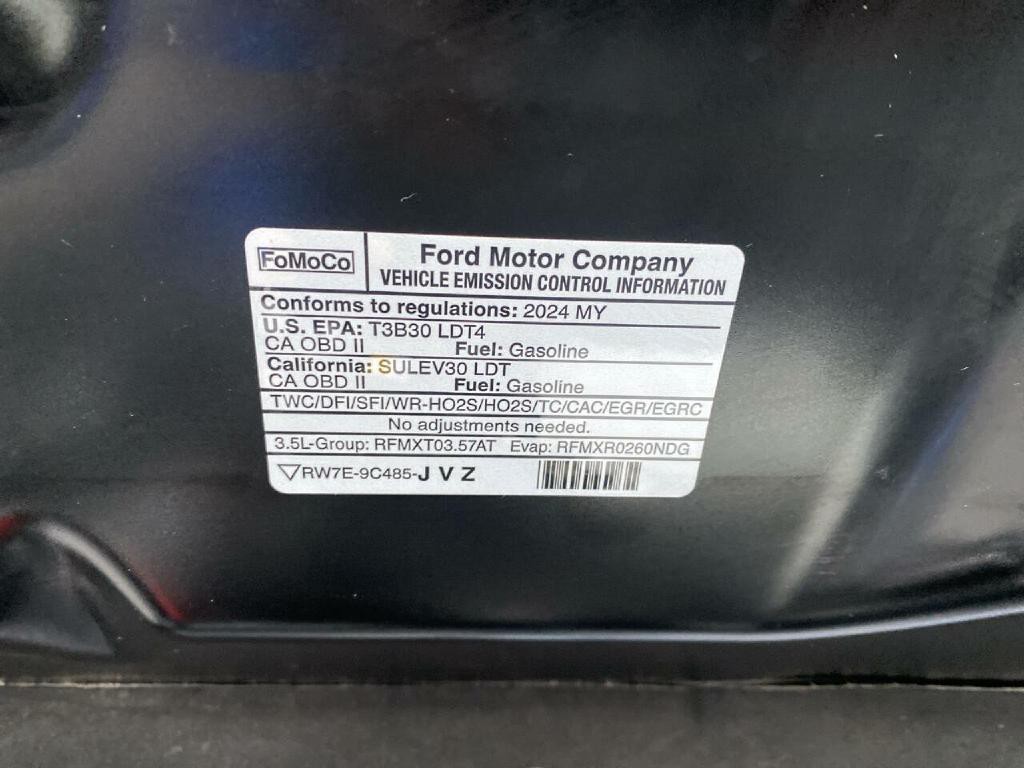 FoMoCo
Ford Motor Company
VEHICLE EMISSION CONTROL INFORMATION
Conforms to regulations: 2024 MY
U.S. EPA: T3B30 LDT4
CA OBD II Fuel: Gasoline
California: SULEV30 LDT
CA OBD II Fuel: Gasoline
TWC/DFI/SFI/WR-HO2S/HO2S/TC/CAC/EGR/EGRC
No adjustments needed.
3.5L-Group: RFMXT03.57AT Evap: RFMXR0260NDG
RW7E-9C485-J V Z